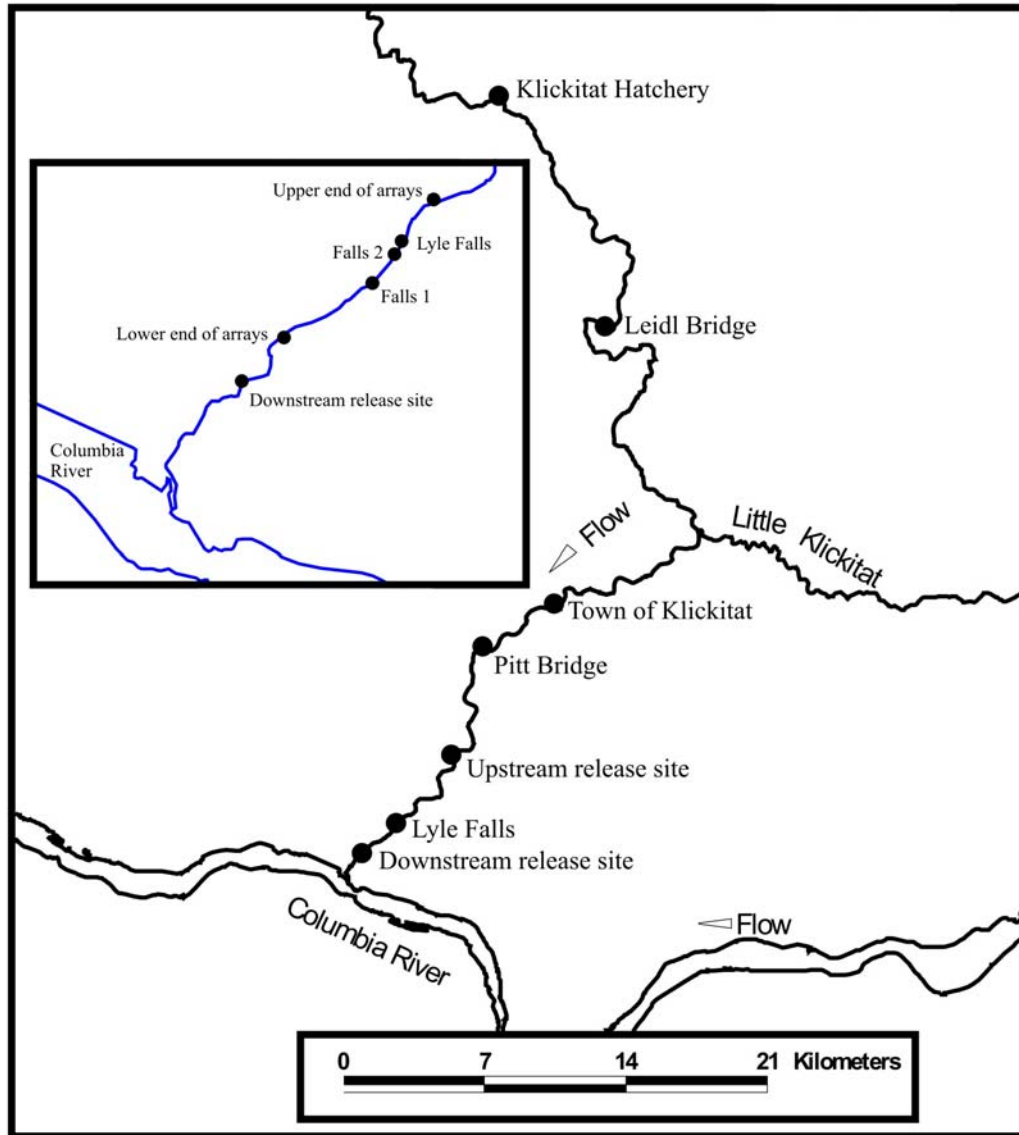 Klickitat Hatchery
Upper end of arrays
Lyle Falls
Falls 2
Falls 1
Lower end of arrays
Downstream release site
Columbia
River
Leidl Bridge
Flow
Little Klickitat
Town of Klickitat
Pitt Bridge
Upstream release site
Lyle Falls
Downstream release site
Columbia River
Flow
0 7 14 21 Kilometers